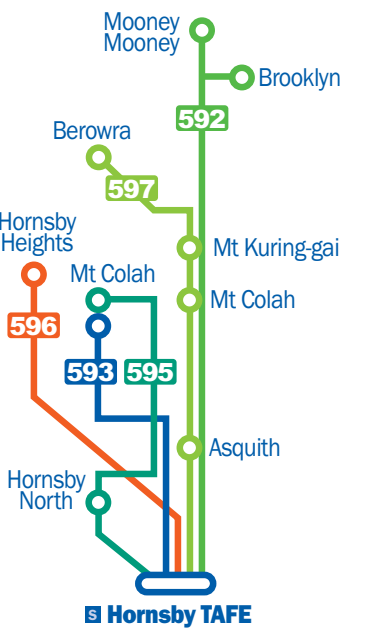 Mooney
Mooney
Brooklyn
592
Berowra
597
Hornsby
Heights
Mt Kuring-gai
Mt Colah
Mt Colah
596
593
595
Asquith
Hornsby
North
S Hornsby TAFE